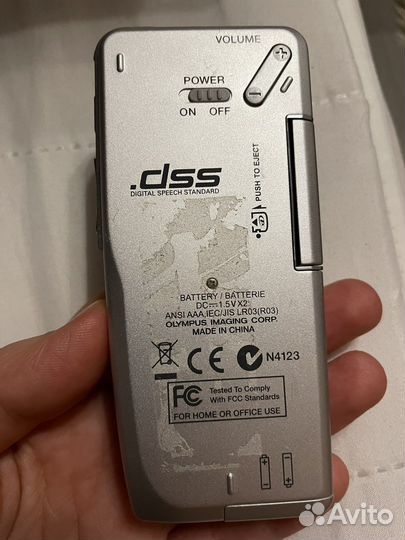 VOLUME
+
−
POWER
ON OFF
.dss
DIGITAL SPEECH STANDARD
PUSH TO EJECT
BATTERY / BATTERIE
DC⎓1.5V X2
ANSI AAA,IEC/JIS LR03(R03)
OLYMPUS IMAGING CORP.
MADE IN CHINA
CE N4123
FC Tested To Comply
With FCC Standards
FOR HOME OR OFFICE USE
Avito